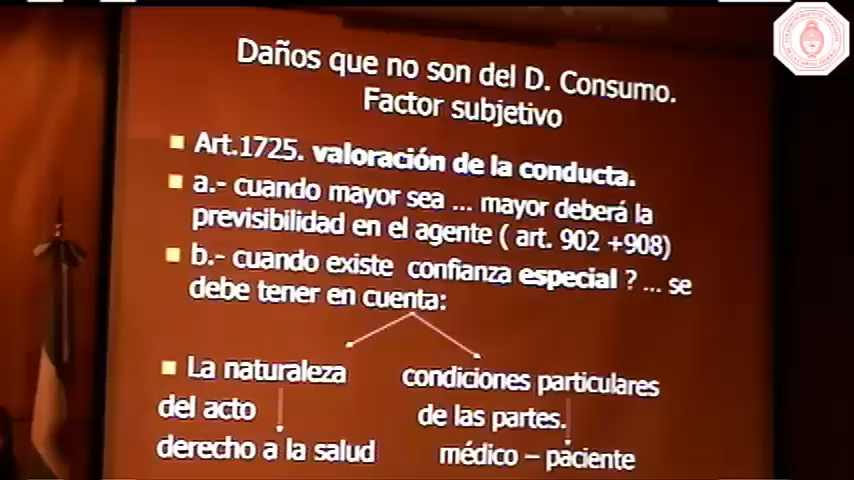 Daños que no son del D. Consumo.
Factor subjetivo
Art.1725. valoración de la conducta.
a.- cuando mayor sea ... mayor deberá la
previsibilidad en el agente ( art. 902 +908)
b.- cuando existe confianza especial ? ... se
debe tener en cuenta:
La naturaleza
del acto
derecho a la salud
condiciones particulares
de las partes.
médico – paciente